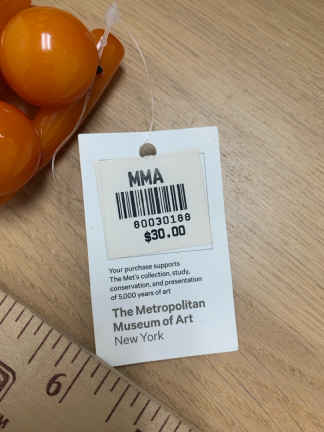 MMA
80030188
$30.00
Your purchase supports
The Met's collection, study,
conservation, and presentation
of 5,000 years of art
The Metropolitan
Museum of Art
New York
6
7